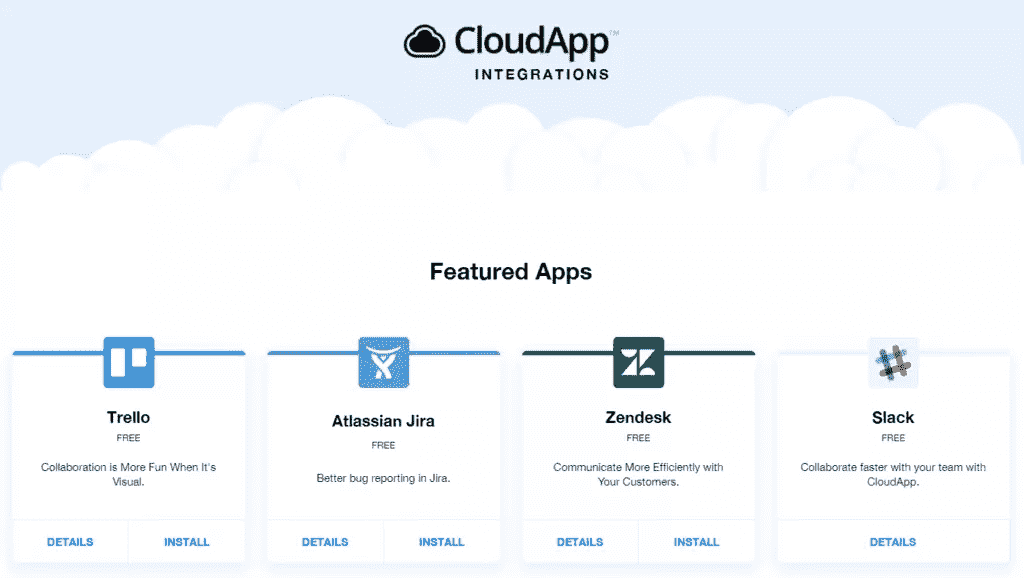 CloudApp™
INTEGRATIONS
Featured Apps
Trello
FREE
Collaboration is More Fun When It's
Visual.
DETAILS
INSTALL
Atlassian Jira
FREE
Better bug reporting in Jira.
DETAILS
INSTALL
Zendesk
FREE
Communicate More Efficiently with
Your Customers.
DETAILS
INSTALL
Slack
FREE
Collaborate faster with your team with
CloudApp.
DETAILS